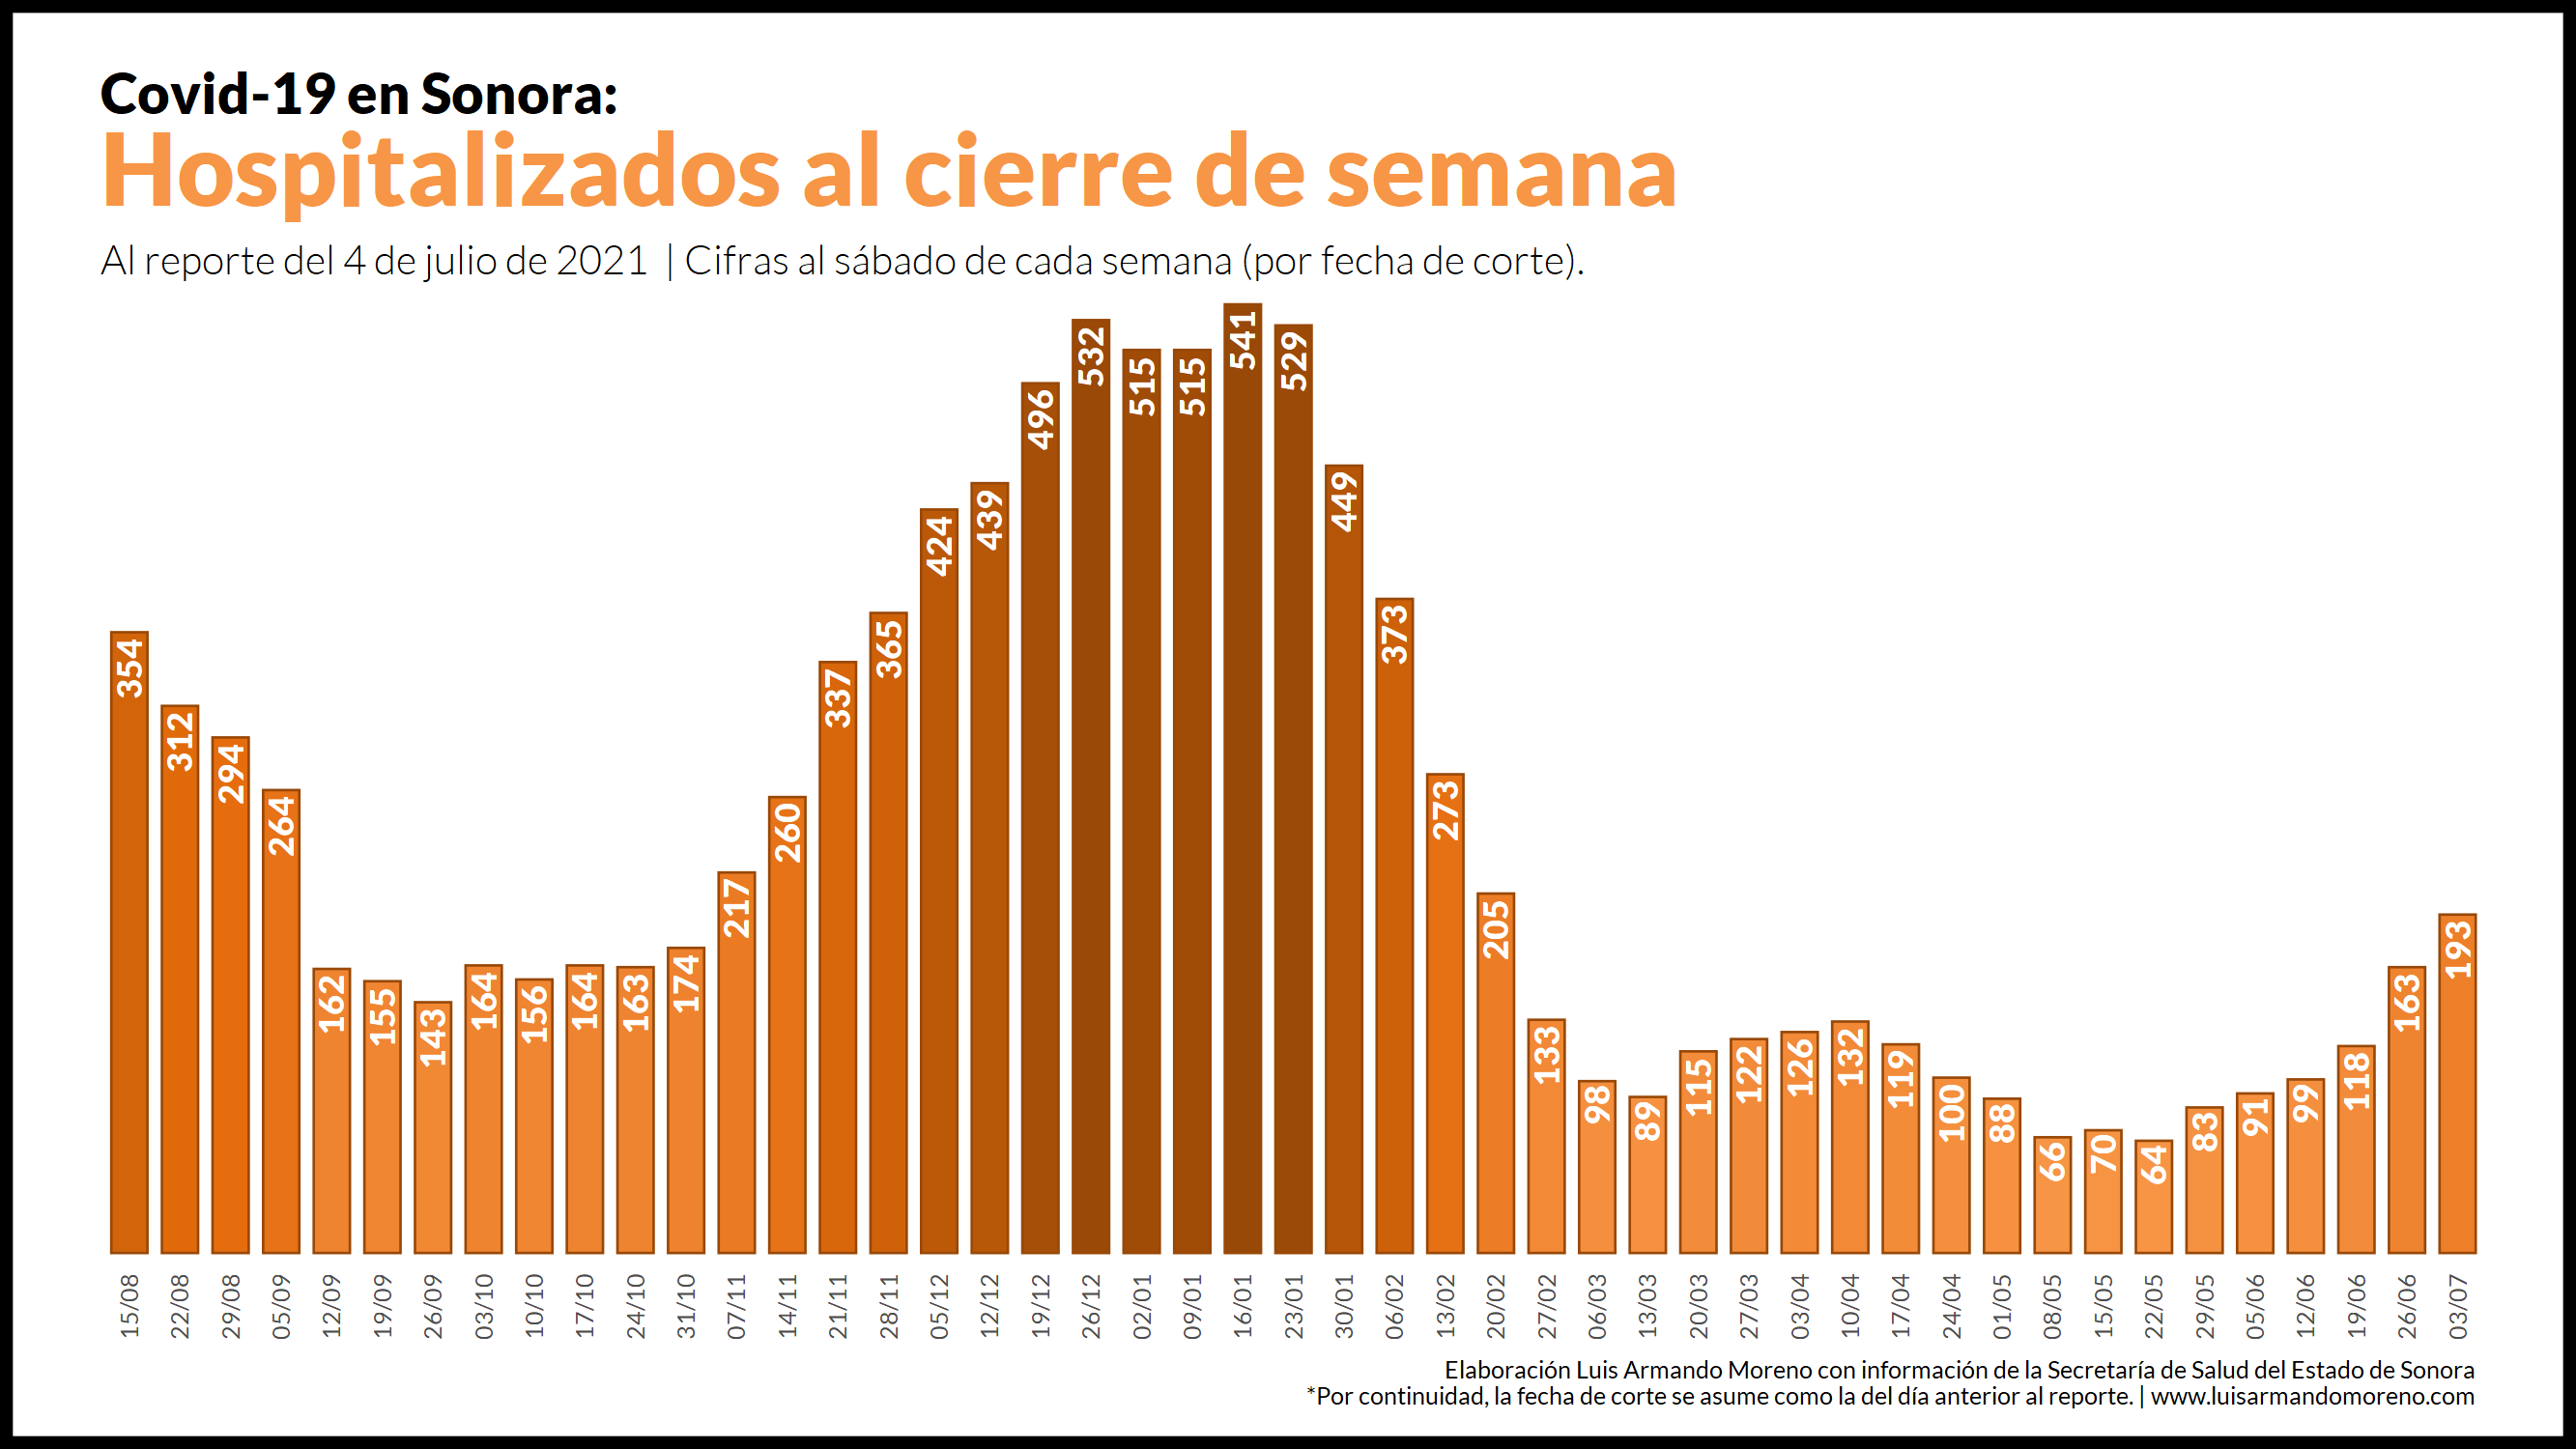 Covid-19 en Sonora:
Hospitalizados al cierre de semana
Al reporte del 4 de julio de 2021 | Cifras al sábado de cada semana (por fecha de corte).
354 312 294 264 162 155 143 164 156 164 163 174 217 260 337 365 424 439 496 532 515 515 541 529 449 373 273 205 133 98 89 115 122 126 132 119 100 88 66 70 64 83 91 99 118 163 193
15/08 22/08 29/08 05/09 12/09 19/09 26/09 03/10 10/10 17/10 24/10 31/10 07/11 14/11 21/11 28/11 05/12 12/12 19/12 26/12 02/01 09/01 16/01 23/01 30/01 06/02 13/02 20/02 27/02 06/03 13/03 20/03 27/03 03/04 10/04 17/04 24/04 01/05 08/05 15/05 22/05 29/05 05/06 12/06 19/06 26/06 03/07
Elaboración Luis Armando Moreno con información de la Secretaría de Salud del Estado de Sonora
*Por continuidad, la fecha de corte se asume como la del día anterior al reporte. | www.luisarmandomoreno.com